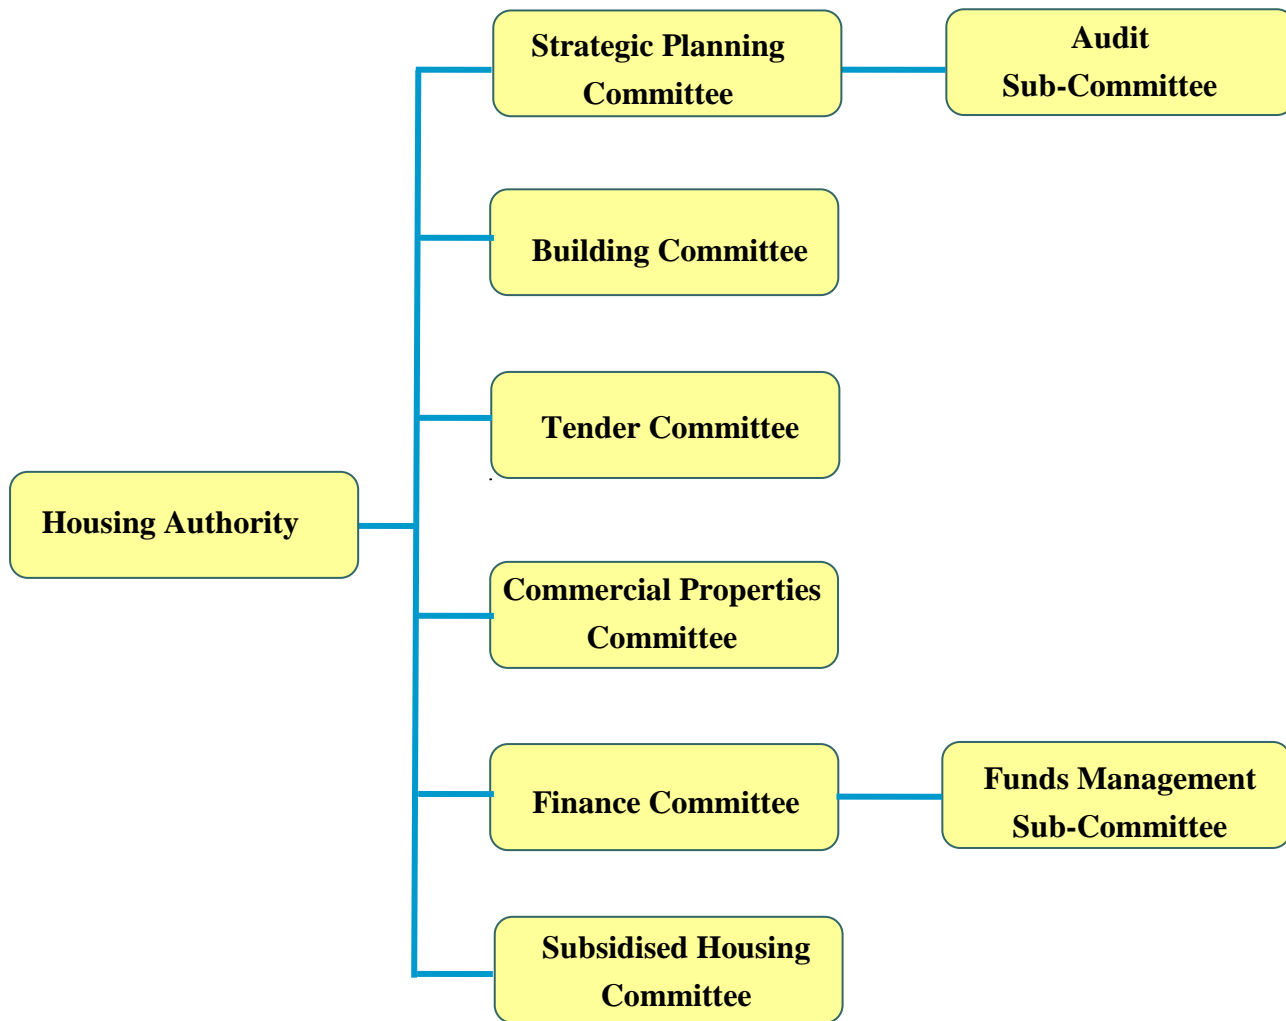 Strategic Planning
Committee
Audit
Sub-Committee
Building Committee
Tender Committee
Housing Authority
Commercial Properties
Committee
Finance Committee
Funds Management
Sub-Committee
Subsidised Housing
Committee